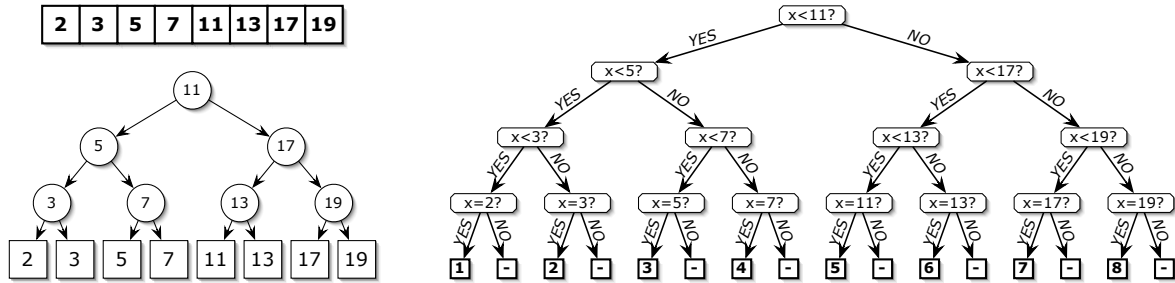 2 3 5 7 11 13 17 19
11
5 17
3 7 13 19
2 3 5 7 11 13 17 19
x<11?
YES NO
x<5? x<17?
YES NO YES NO
x<3? x<7? x<13? x<19?
YES NO YES NO YES NO YES NO
x=2? x=3? x=5? x=7? x=11? x=13? x=17? x=19?
YES NO YES NO YES NO YES NO YES NO YES NO YES NO YES NO
1 - 2 - 3 - 4 - 5 - 6 - 7 - 8 -